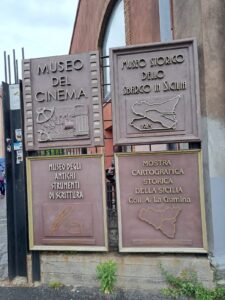 MUSEO
DEL
CINEMA
MUSEO STORICO
DELLO
SBARCO IN SICILIA
1943
MUSEO DEGLI
ANTICHI
STRUMENTI
DI SCRITTURA
MOSTRA
CARTOGRAFICA
STORICA
DELLA SICILIA
Coll. A. La Gumina